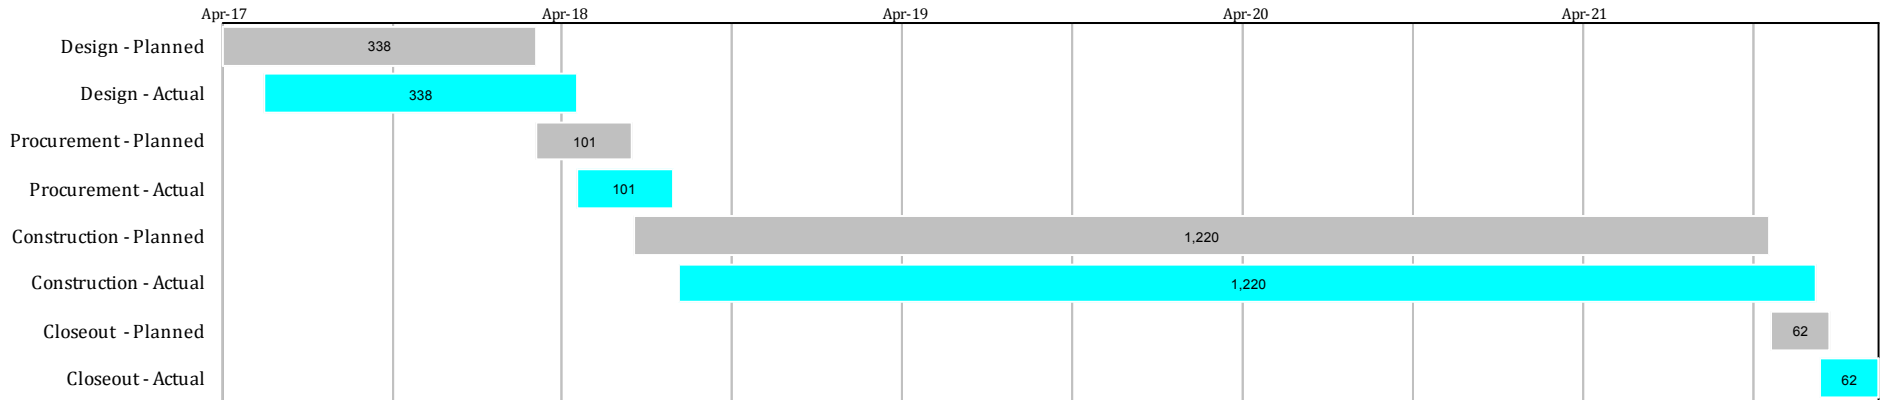 Apr-17 Apr-18 Apr-19 Apr-20 Apr-21
Design - Planned 338
Design - Actual 338
Procurement - Planned 101
Procurement - Actual 101
Construction - Planned 1,220
Construction - Actual 1,220
Closeout - Planned 62
Closeout - Actual 62